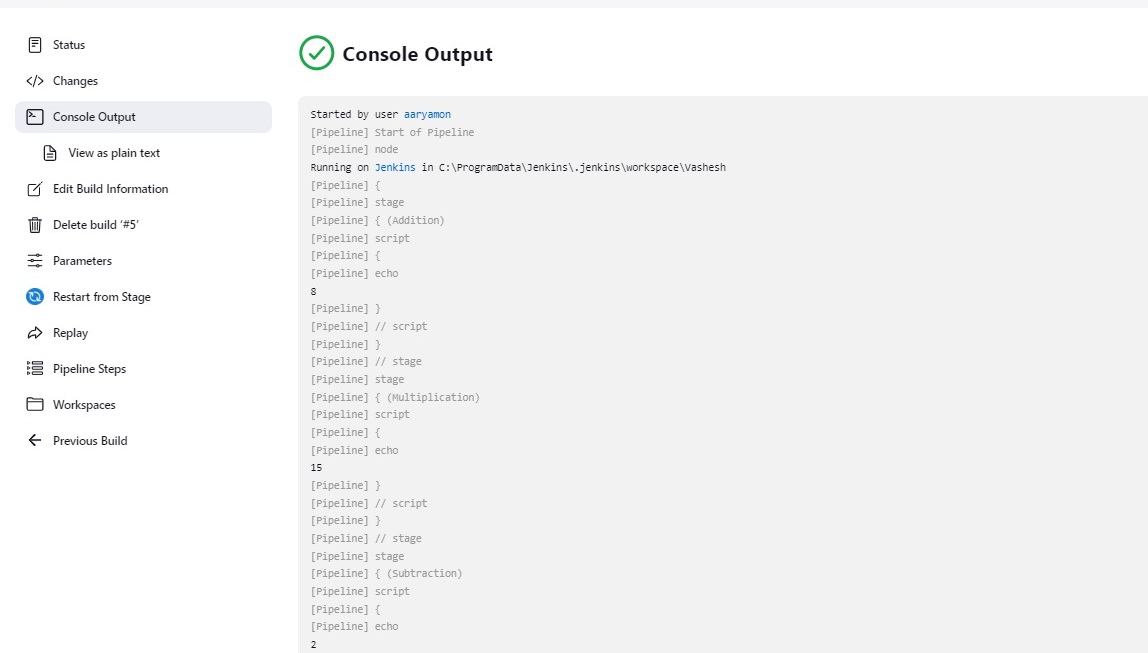 Status
Changes
Console Output
View as plain text
Edit Build Information
Delete build ‘#5’
Parameters
Restart from Stage
Replay
Pipeline Steps
Workspaces
Previous Build
Console Output
Started by user aaryamon
[Pipeline] Start of Pipeline
[Pipeline] node
Running on Jenkins in C:\ProgramData\Jenkins\.jenkins\workspace\Vashesh
[Pipeline] {
[Pipeline] stage
[Pipeline] { (Addition)
[Pipeline] script
[Pipeline] {
[Pipeline] echo
8
[Pipeline] }
[Pipeline] // script
[Pipeline] }
[Pipeline] // stage
[Pipeline] stage
[Pipeline] { (Multiplication)
[Pipeline] script
[Pipeline] {
[Pipeline] echo
15
[Pipeline] }
[Pipeline] // script
[Pipeline] }
[Pipeline] // stage
[Pipeline] stage
[Pipeline] { (Subtraction)
[Pipeline] script
[Pipeline] {
[Pipeline] echo
2